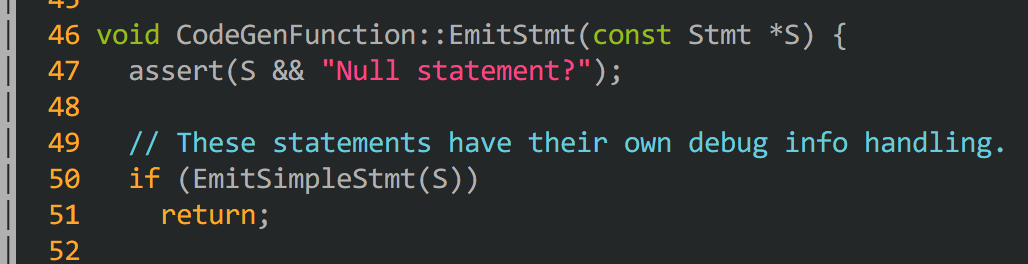 46 void CodeGenFunction::EmitStmt(const Stmt *S) {
47   assert(S && "Null statement?");
48
49   // These statements have their own debug info handling.
50   if (EmitSimpleStmt(S))
51     return;
52